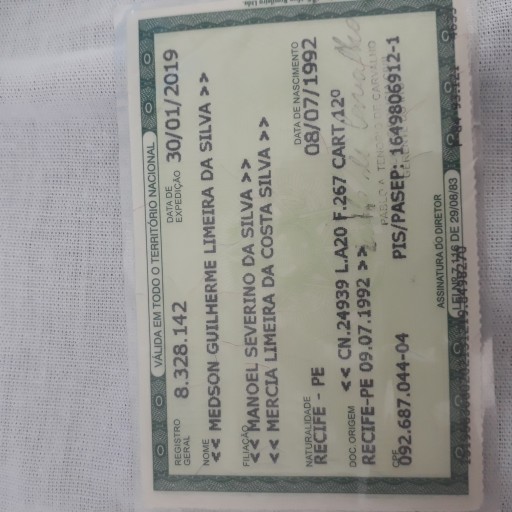 VÁLIDA EM TODO O TERRITÓRIO NACIONAL
REGISTRO GERAL 8.328.142 DATA DE EXPEDIÇÃO 30/01/2019
NOME
<< MEDSON GUILHERME LIMEIRA DA SILVA >>
FILIAÇÃO
<< MANOEL SEVERINO DA SILVA >>
<< MERCIA LIMEIRA DA COSTA SILVA >>
NATURALIDADE DATA DE NASCIMENTO
RECIFE - PE 08/07/1992
DOC. ORIGEM << CN.24939 L.A20 F.267 CART.12º
RECIFE-PE 09.07.1992 >>
CPF
092.687.044-04 PIS/PASEP: 1649806912-1
ASSINATURA DO DIRETOR
LEI Nº 7.116 DE 29/08/83